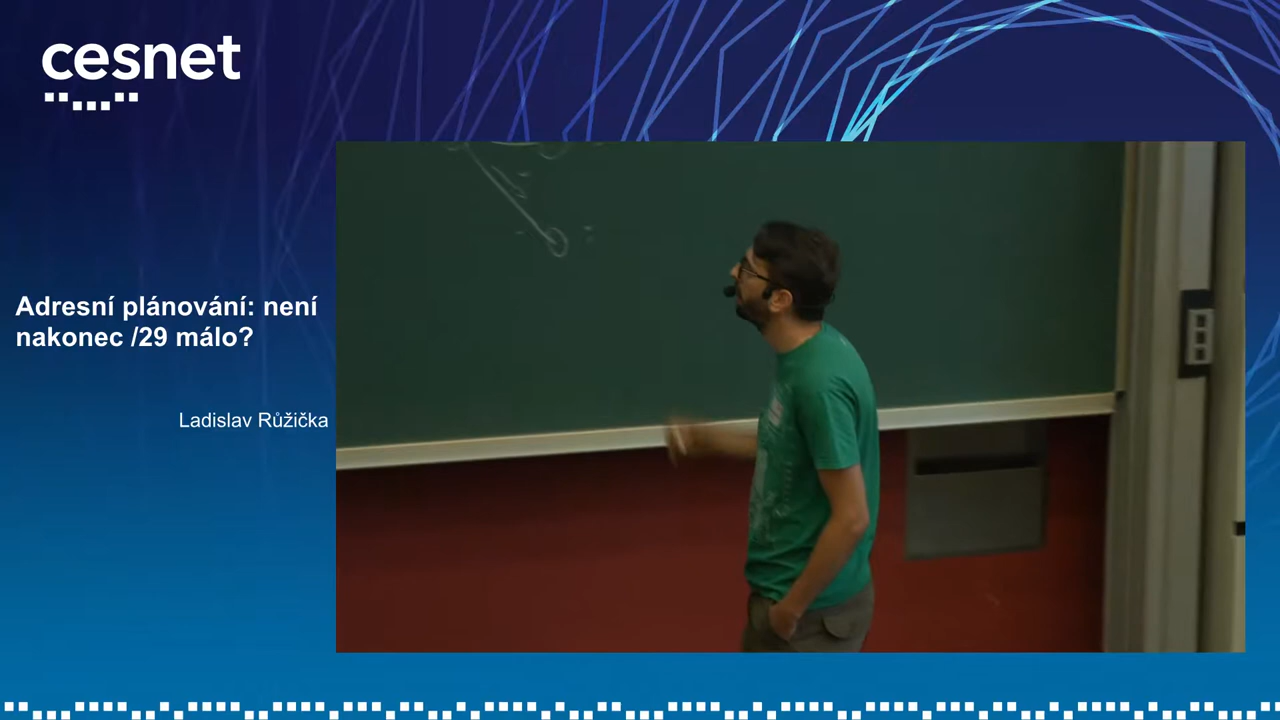 cesnet
Adresní plánování: není
nakonec /29 málo?
Ladislav Růžička